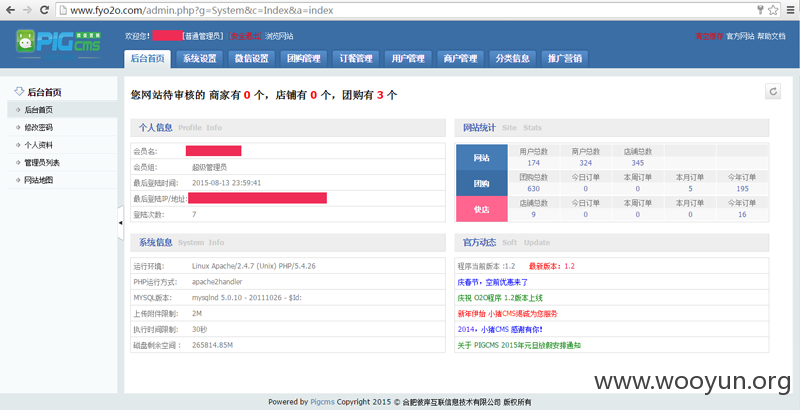 www.fyo2o.com/admin.php?g=System&c=Index&a=index
PIGcms
欢迎您! [普通管理员] 浏览网站
官方网站 帮助文档
后台首页 系统设置 微信设置 团购管理 订餐管理 用户管理 商户管理 分类信息 推广营销
后台首页
后台首页
修改密码
个人资料
管理员列表
网站地图
您网站待审核的 商家有 0 个，店铺有 0 个，团购有 3 个
个人信息 Profile Info
会员名:
会员组: 超级管理员
最后登陆时间: 2015-08-13 23:59:41
最后登陆IP/地址:
登陆次数: 7
网站统计 Site Stats
网站 用户总数 商户总数 店铺总数
174 324 345
团购 团购总数 今日订单 本周订单 本月订单 今年订单
630 0 0 5 195
快店 店铺总数 今日订单 本周订单 本月订单 今年订单
9 0 0 0 16
系统信息 System Info
运行环境: Linux Apache/2.4.7 (Unix) PHP/5.4.26
PHP运行方式: apache2handler
MYSQL版本: mysqlnd 5.0.10 - 20111026 - $Id:
上传附件限制: 2M
执行时间限制: 30秒
磁盘剩余空间 : 265814.85M
官方动态 Soft Update
程序当前版本 :1.2 最新版本: 1.2
庆春节，空前优惠来了
庆祝 O2O程序 1.2版本上线
新年伊始 小猪CMS竭诚为您服务
2014，小猪CMS 感谢有你!
关于 PIGCMS 2015年元旦放假安排通知
www.wooyun.org
Powered by Pigcms Copyright 2015 © 合肥彼岸互联信息技术有限公司 版权所有